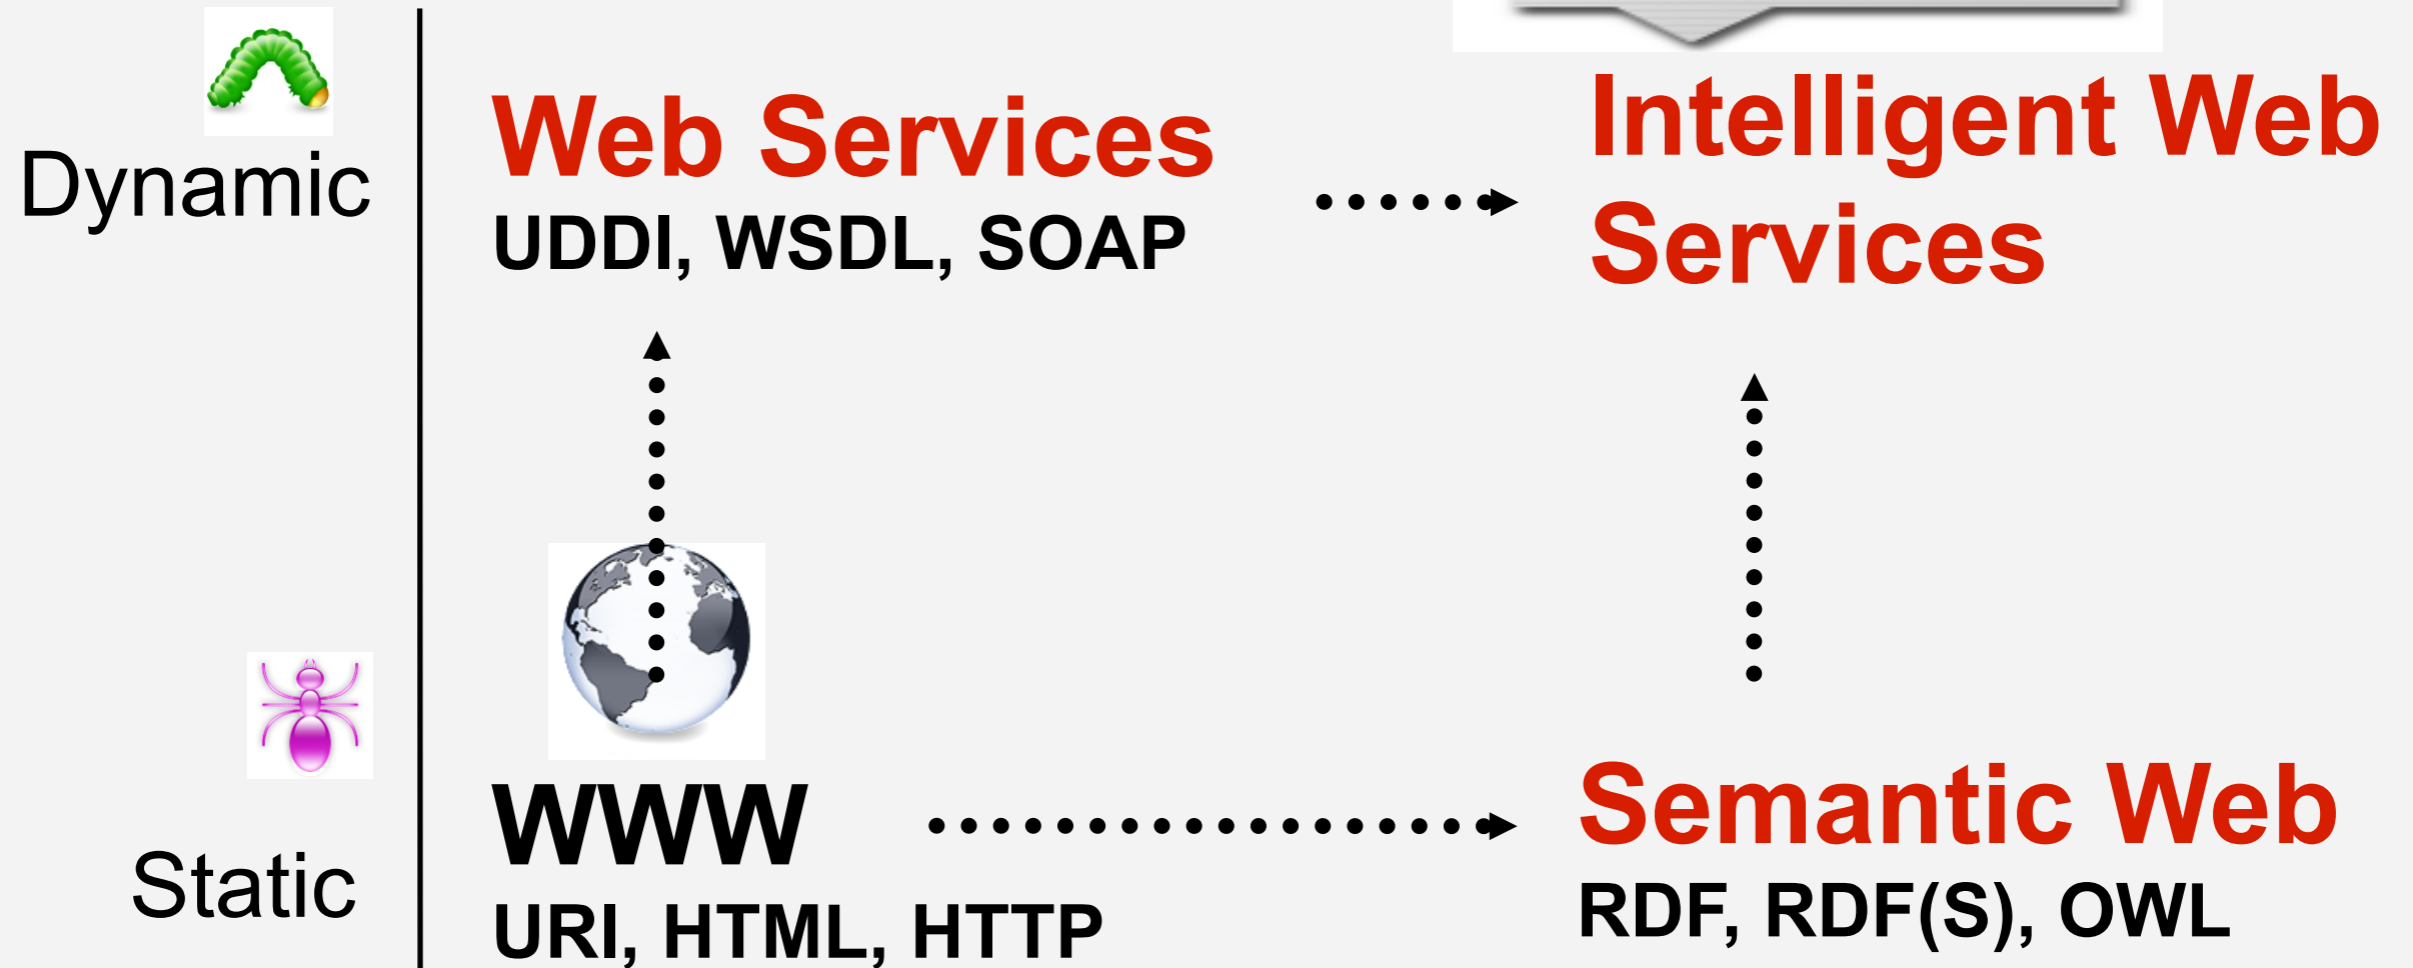 Dynamic
Web Services
UDDI, WSDL, SOAP
Intelligent Web
Services
Static
WWW
URI, HTML, HTTP
Semantic Web
RDF, RDF(S), OWL